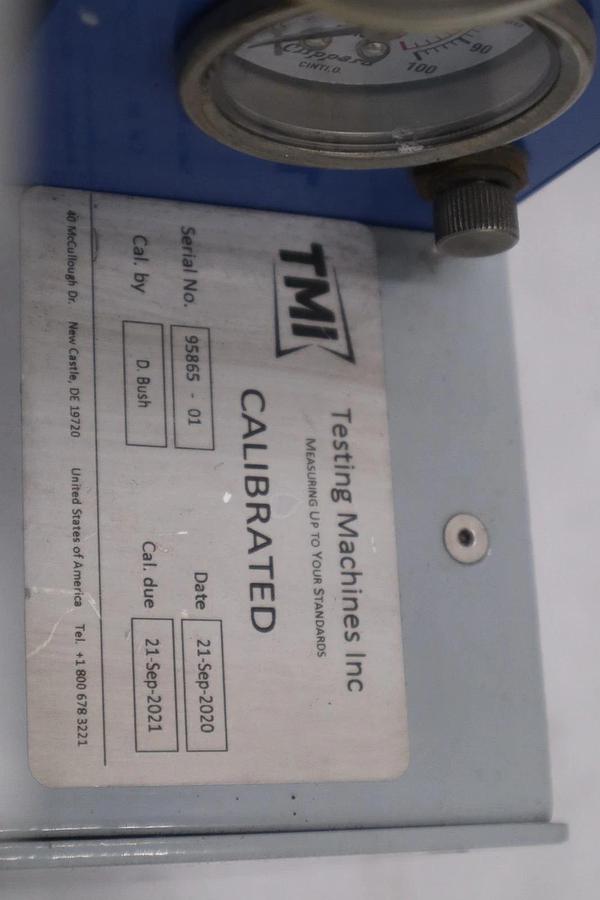 Clippard
CINTI,O.
90
100
TMi
Testing Machines Inc
MEASURING UP TO YOUR STANDARDS
CALIBRATED
Serial No. 95865 - 01 Date 21-Sep-2020
Cal. by D. Bush Cal. due 21-Sep-2021
40 McCullough Dr. New Castle, DE 19720 United States of America Tel. +1 800 678 3221